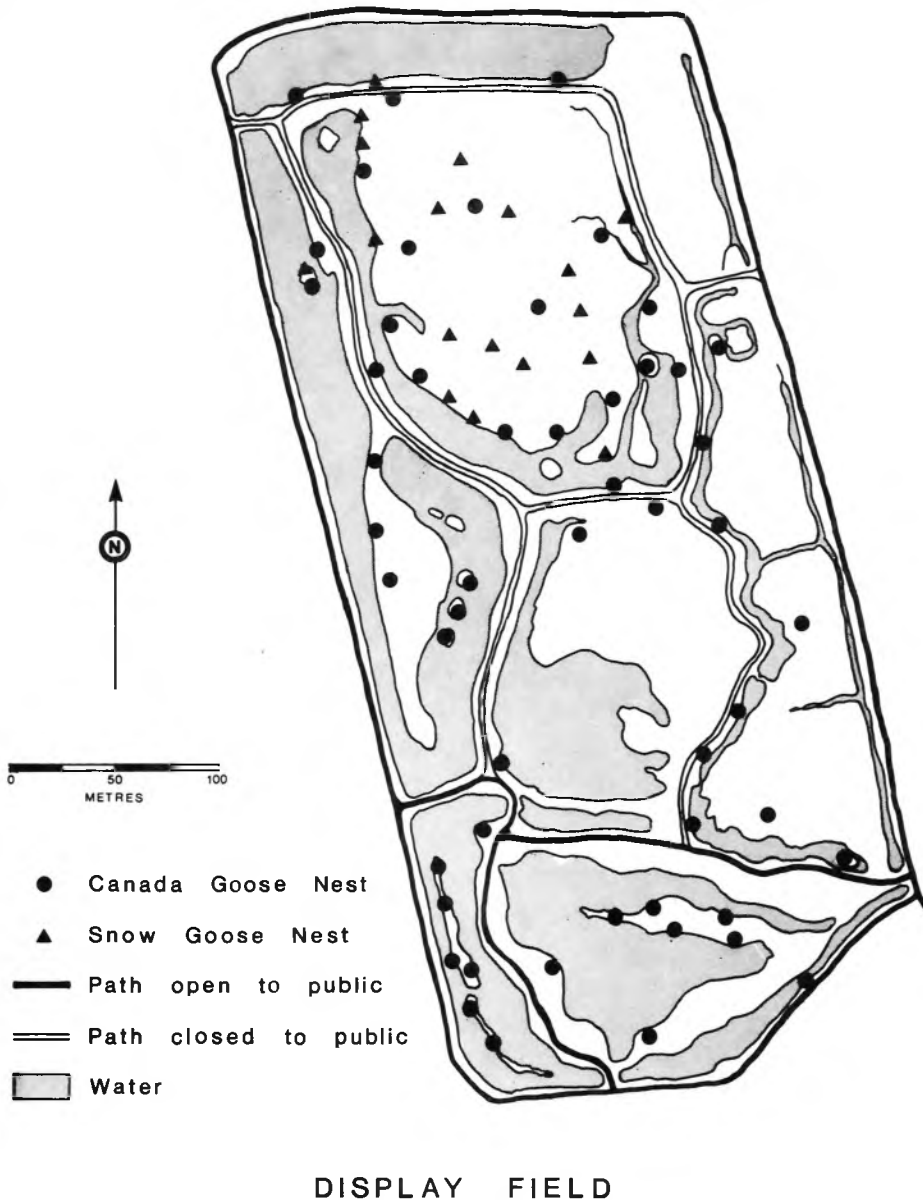 N
0 50 100
METRES
Canada Goose Nest
Snow Goose Nest
Path open to public
Path closed to public
Water
DISPLAY FIELD